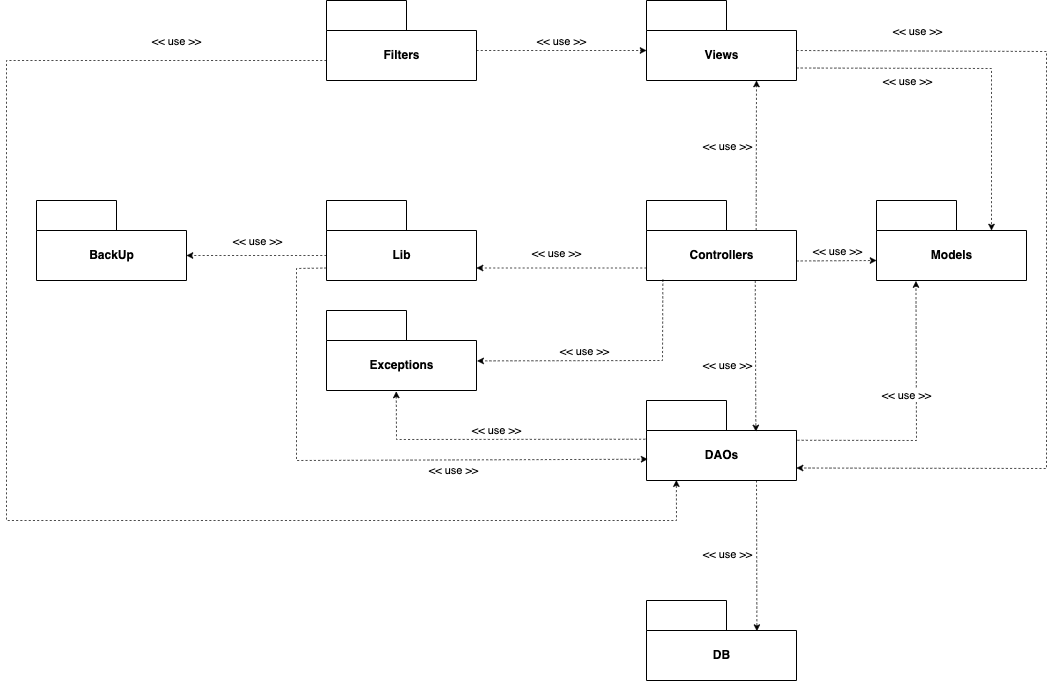 << use >>
<< use >>
<< use >>
Filters
Views
<< use >>
<< use >>
<< use >>
BackUp
Lib
Controllers
Models
<< use >>
<< use >>
<< use >>
Exceptions
<< use >>
<< use >>
<< use >>
<< use >>
DAOs
<< use >>
<< use >>
DB